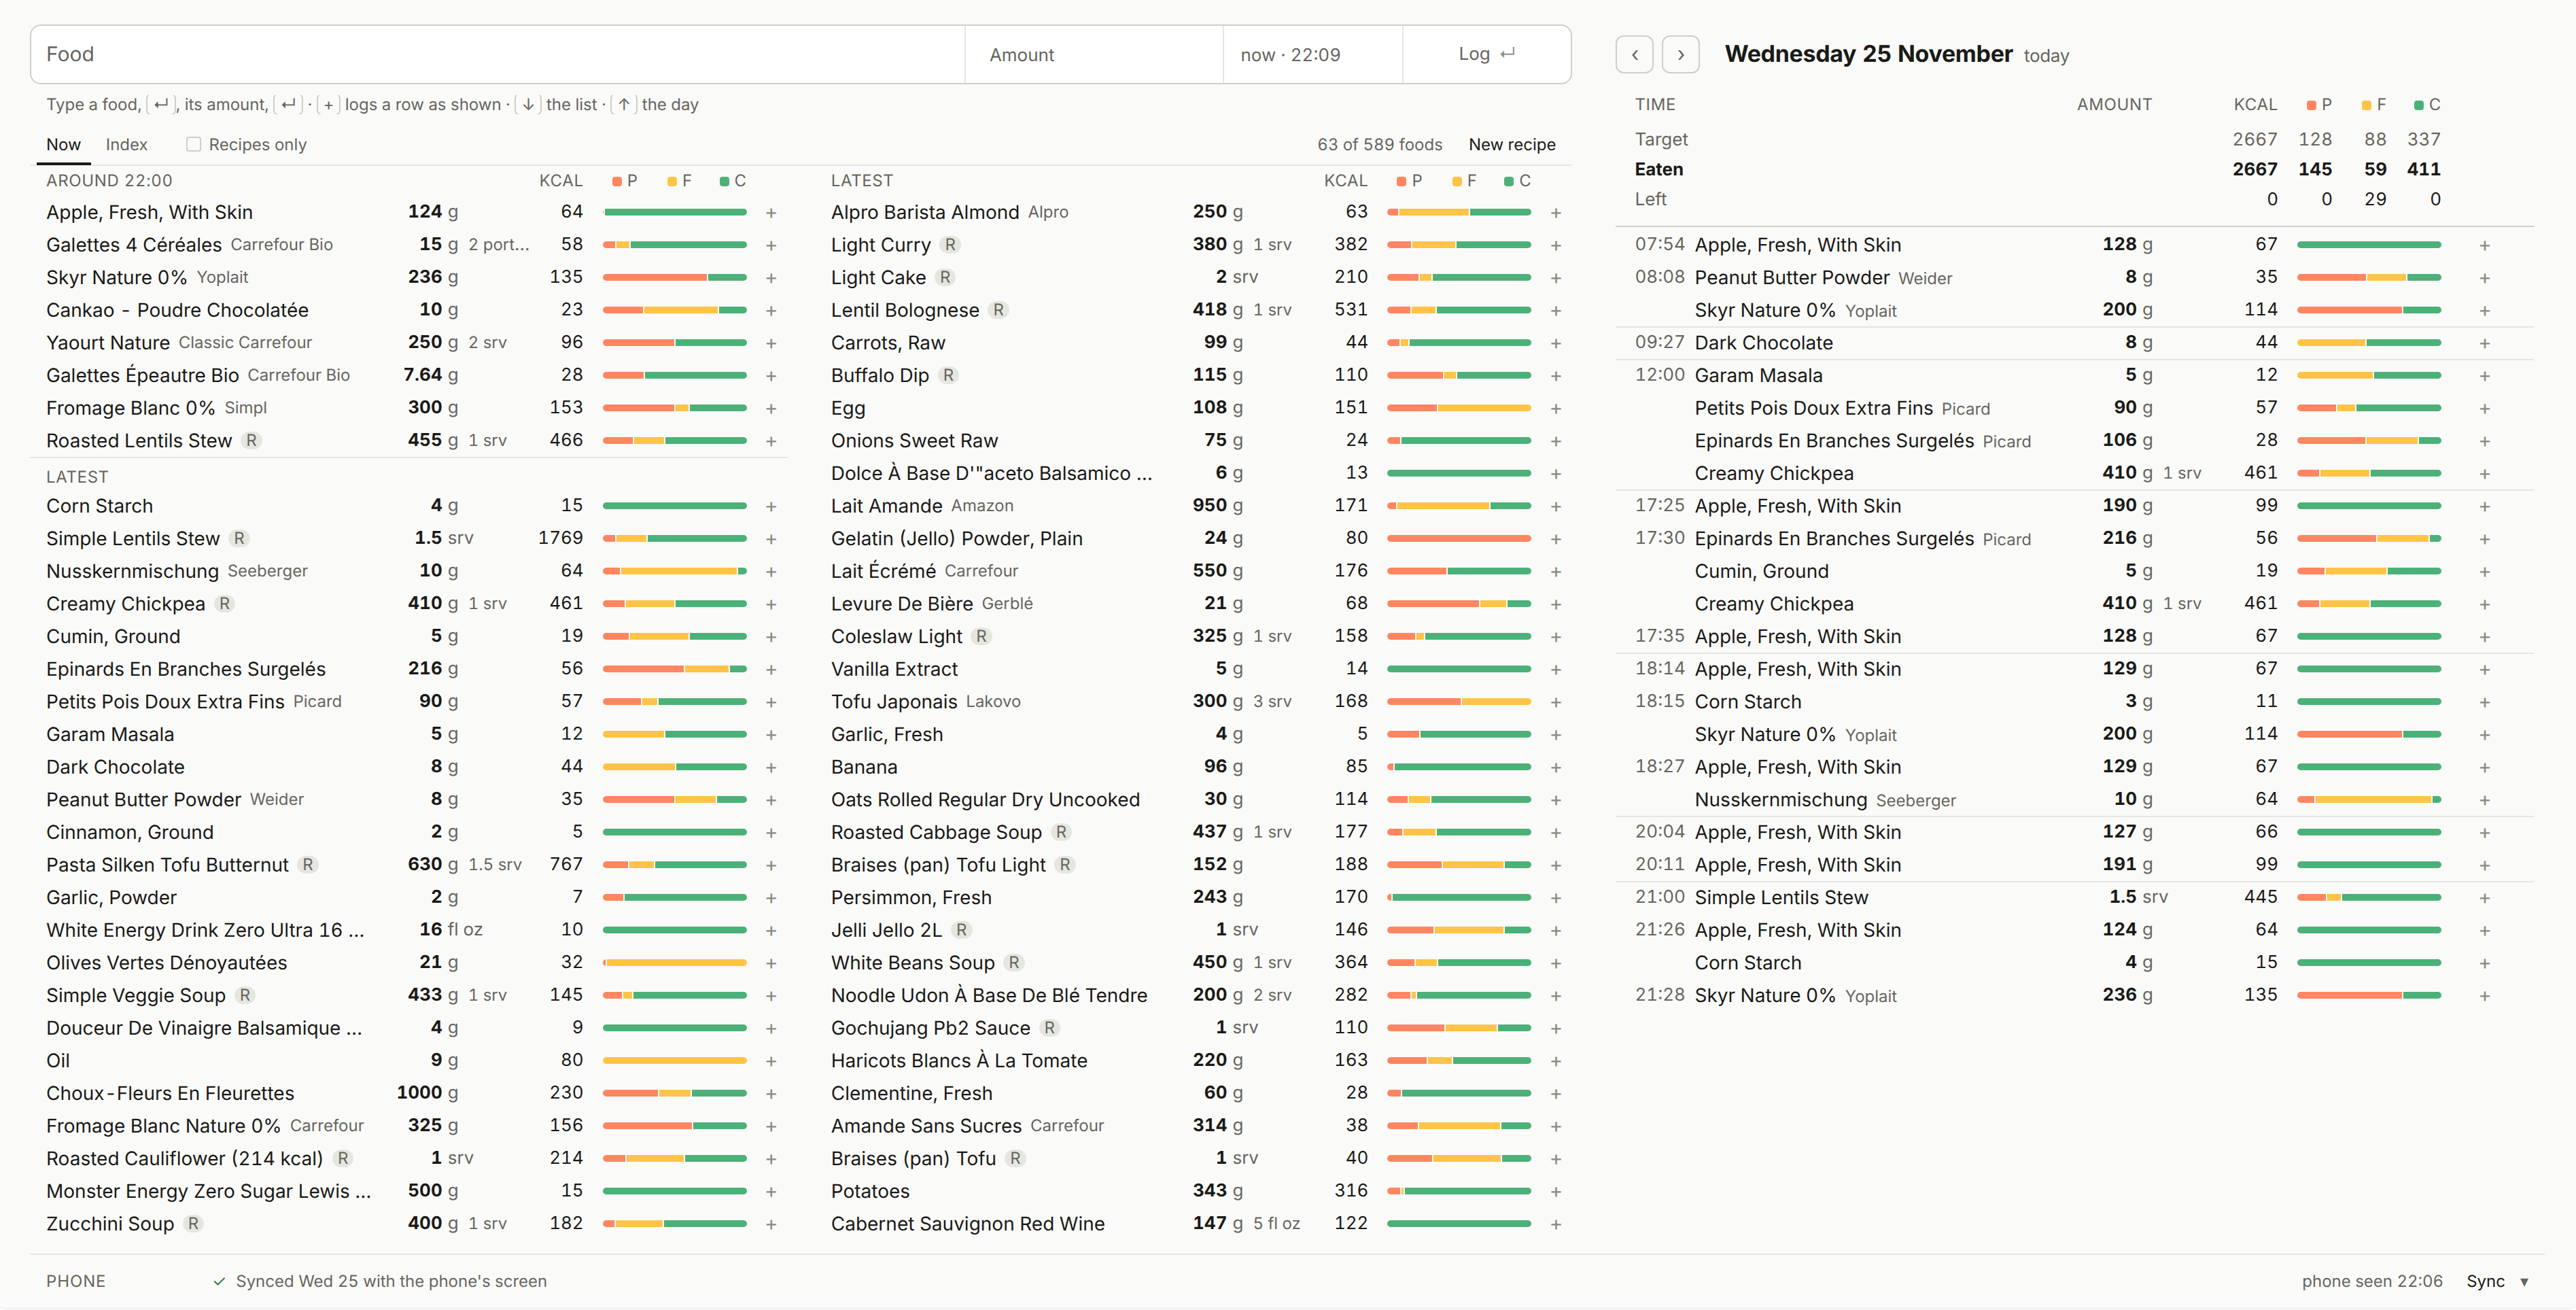 Food Amount now · 22:09 Log ↵
Type a food, ↵, its amount, ↵ · + logs a row as shown · ↓ the list · ↑ the day
Now Index Recipes only 63 of 589 foods New recipe
AROUND 22:00 KCAL P F C
Apple, Fresh, With Skin 124 g 64 +
Galettes 4 Céréales Carrefour Bio 15 g 2 port... 58 +
Skyr Nature 0% Yoplait 236 g 135 +
Cankao - Poudre Chocolatée 10 g 23 +
Yaourt Nature Classic Carrefour 250 g 2 srv 96 +
Galettes Épeautre Bio Carrefour Bio 7.64 g 28 +
Fromage Blanc 0% Simpl 300 g 153 +
Roasted Lentils Stew R 455 g 1 srv 466 +
LATEST
Corn Starch 4 g 15 +
Simple Lentils Stew R 1.5 srv 1769 +
Nusskernmischung Seeberger 10 g 64 +
Creamy Chickpea R 410 g 1 srv 461 +
Cumin, Ground 5 g 19 +
Epinards En Branches Surgelés 216 g 56 +
Petits Pois Doux Extra Fins Picard 90 g 57 +
Garam Masala 5 g 12 +
Dark Chocolate 8 g 44 +
Peanut Butter Powder Weider 8 g 35 +
Cinnamon, Ground 2 g 5 +
Pasta Silken Tofu Butternut R 630 g 1.5 srv 767 +
Garlic, Powder 2 g 7 +
White Energy Drink Zero Ultra 16 ... 16 fl oz 10 +
Olives Vertes Dénoyautées 21 g 32 +
Simple Veggie Soup R 433 g 1 srv 145 +
Douceur De Vinaigre Balsamique ... 4 g 9 +
Oil 9 g 80 +
Choux-Fleurs En Fleurettes 1000 g 230 +
Fromage Blanc Nature 0% Carrefour 325 g 156 +
Roasted Cauliflower (214 kcal) R 1 srv 214 +
Monster Energy Zero Sugar Lewis ... 500 g 15 +
Zucchini Soup R 400 g 1 srv 182 +
LATEST KCAL P F C
Alpro Barista Almond Alpro 250 g 63 +
Light Curry R 380 g 1 srv 382 +
Light Cake R 2 srv 210 +
Lentil Bolognese R 418 g 1 srv 531 +
Carrots, Raw 99 g 44 +
Buffalo Dip R 115 g 110 +
Egg 108 g 151 +
Onions Sweet Raw 75 g 24 +
Dolce À Base D'"aceto Balsamico ... 6 g 13 +
Lait Amande Amazon 950 g 171 +
Gelatin (Jello) Powder, Plain 24 g 80 +
Lait Écrémé Carrefour 550 g 176 +
Levure De Bière Gerblé 21 g 68 +
Coleslaw Light R 325 g 1 srv 158 +
Vanilla Extract 5 g 14 +
Tofu Japonais Lakovo 300 g 3 srv 168 +
Garlic, Fresh 4 g 5 +
Banana 96 g 85 +
Oats Rolled Regular Dry Uncooked 30 g 114 +
Roasted Cabbage Soup R 437 g 1 srv 177 +
Braises (pan) Tofu Light R 152 g 188 +
Persimmon, Fresh 243 g 170 +
Jelli Jello 2L R 1 srv 146 +
White Beans Soup R 450 g 1 srv 364 +
Noodle Udon À Base De Blé Tendre 200 g 2 srv 282 +
Gochujang Pb2 Sauce R 1 srv 110 +
Haricots Blancs À La Tomate 220 g 163 +
Clementine, Fresh 60 g 28 +
Amande Sans Sucres Carrefour 314 g 38 +
Braises (pan) Tofu R 1 srv 40 +
Potatoes 343 g 316 +
Cabernet Sauvignon Red Wine 147 g 5 fl oz 122 +
‹ › Wednesday 25 November today
TIME AMOUNT KCAL P F C
Target 2667 128 88 337
Eaten 2667 145 59 411
Left 0 0 29 0
07:54 Apple, Fresh, With Skin 128 g 67 +
08:08 Peanut Butter Powder Weider 8 g 35 +
Skyr Nature 0% Yoplait 200 g 114 +
09:27 Dark Chocolate 8 g 44 +
12:00 Garam Masala 5 g 12 +
Petits Pois Doux Extra Fins Picard 90 g 57 +
Epinards En Branches Surgelés Picard 106 g 28 +
Creamy Chickpea 410 g 1 srv 461 +
17:25 Apple, Fresh, With Skin 190 g 99 +
17:30 Epinards En Branches Surgelés Picard 216 g 56 +
Cumin, Ground 5 g 19 +
Creamy Chickpea 410 g 1 srv 461 +
17:35 Apple, Fresh, With Skin 128 g 67 +
18:14 Apple, Fresh, With Skin 129 g 67 +
18:15 Corn Starch 3 g 11 +
Skyr Nature 0% Yoplait 200 g 114 +
18:27 Apple, Fresh, With Skin 129 g 67 +
Nusskernmischung Seeberger 10 g 64 +
20:04 Apple, Fresh, With Skin 127 g 66 +
20:11 Apple, Fresh, With Skin 191 g 99 +
21:00 Simple Lentils Stew 1.5 srv 445 +
21:26 Apple, Fresh, With Skin 124 g 64 +
Corn Starch 4 g 15 +
21:28 Skyr Nature 0% Yoplait 236 g 135 +
PHONE ✓ Synced Wed 25 with the phone's screen phone seen 22:06 Sync ▼